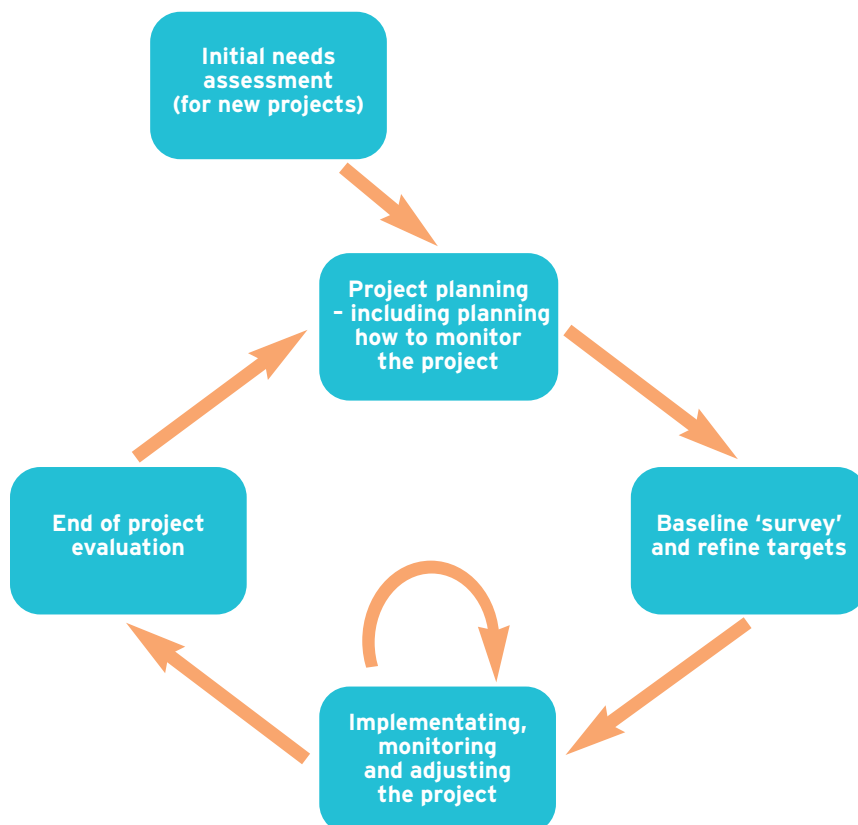 Initial needs
assessment
(for new projects)
Project planning
– including planning
how to monitor
the project
Baseline ‘survey’
and refine targets
Implementating,
monitoring
and adjusting
the project
End of project
evaluation